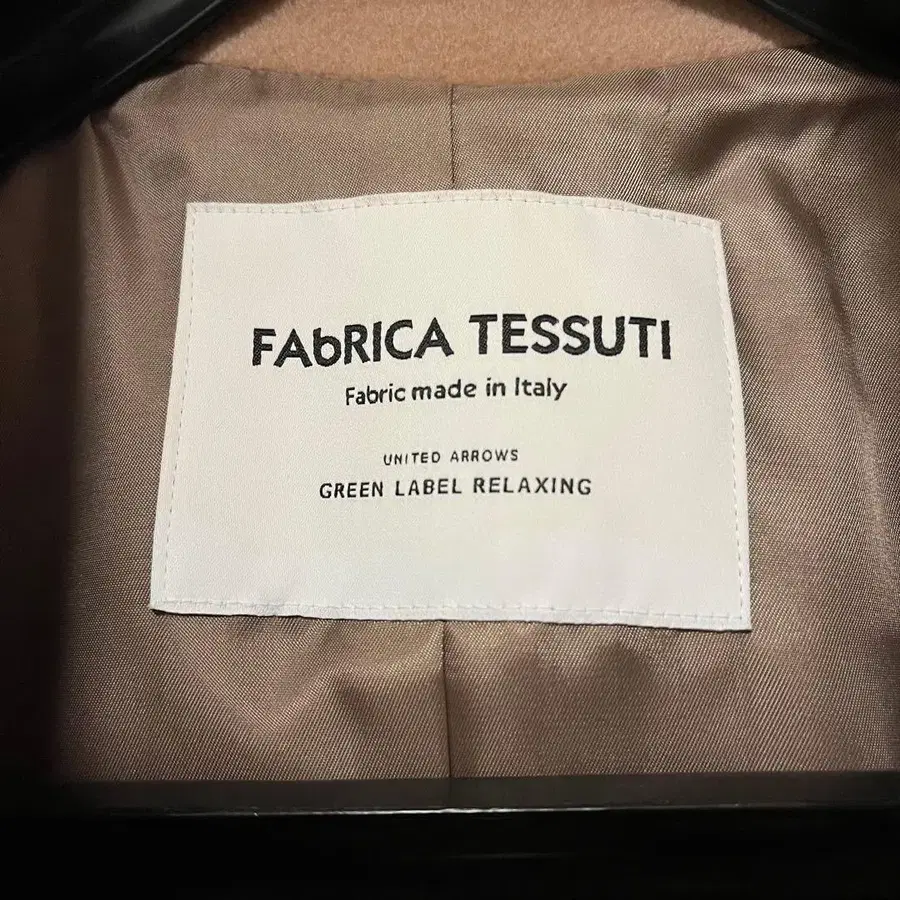 FAbRICA TESSUTI
Fabric made in Italy
UNITED ARROWS
GREEN LABEL RELAXING